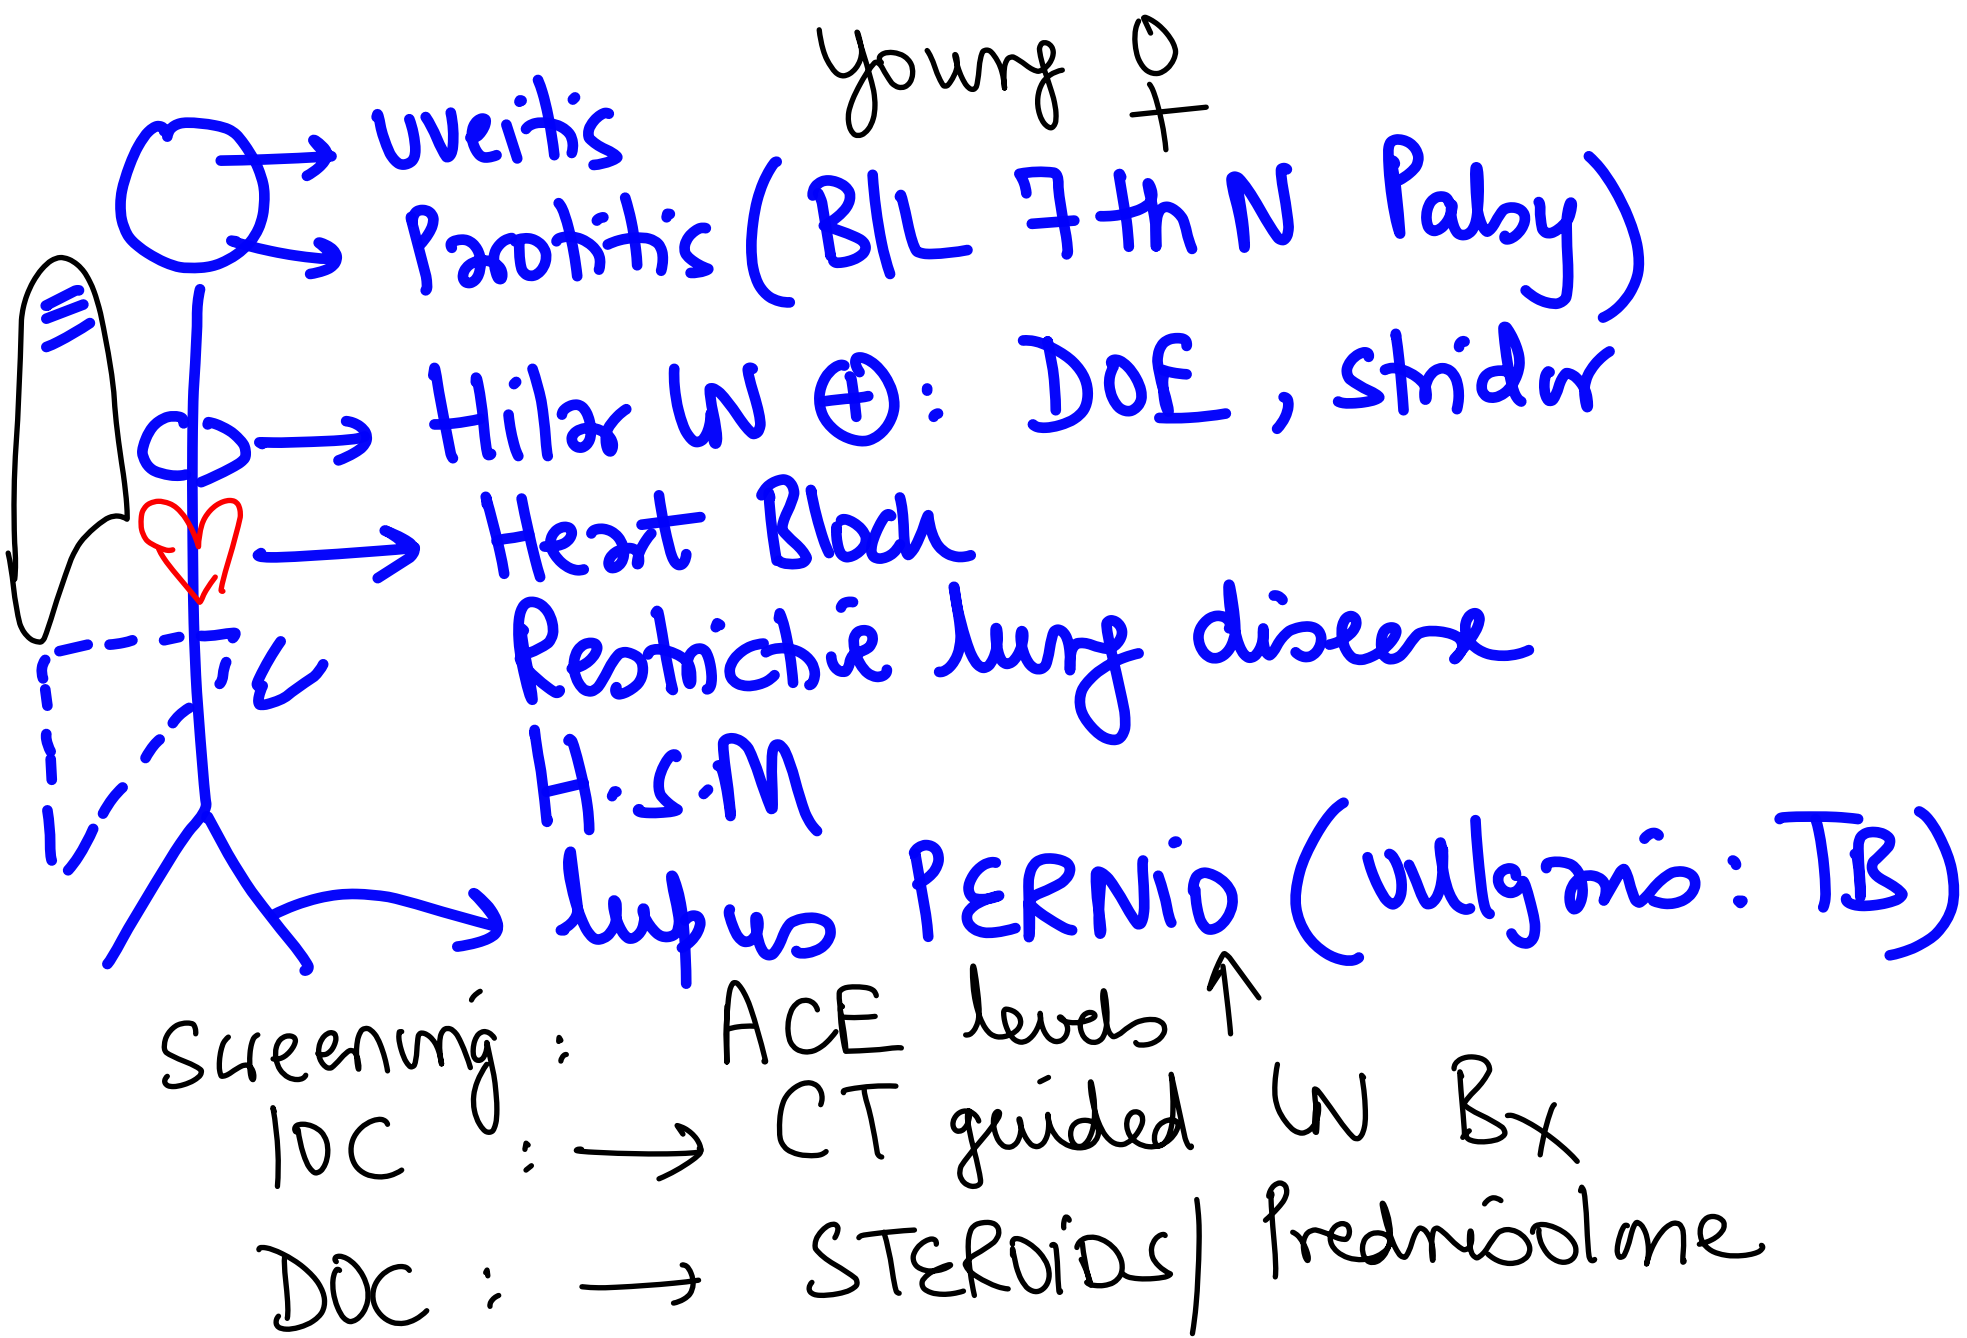 Young ♀
Uveitis
Parotitis (B/L 7th N Palsy)
Hilar LN ⊕: DOE, stridor
Heart Block
Restrictive lung disease
H.S.M
lupus PERNiO (Vulgaris: TB)
Screening: ACE levels ↑
IOC : → CT guided LN Bx
DOC : → STEROiDS/ Prednisolone